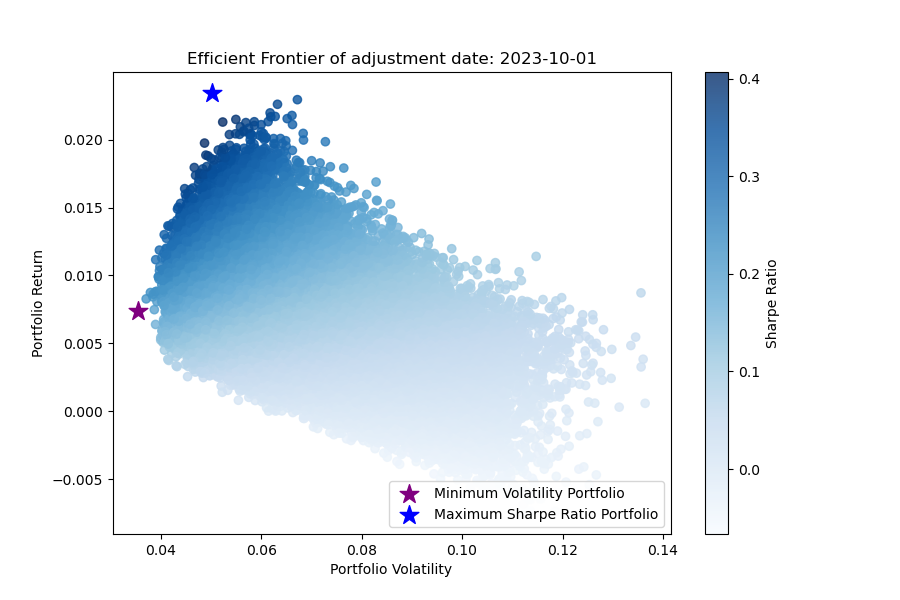 Efficient Frontier of adjustment date: 2023-10-01
0.020
0.015
0.010
0.005
0.000
−0.005
Portfolio Return
0.04
0.06
0.08
0.10
0.12
0.14
Portfolio Volatility
Minimum Volatility Portfolio
Maximum Sharpe Ratio Portfolio
0.4
0.3
0.2
0.1
0.0
Sharpe Ratio